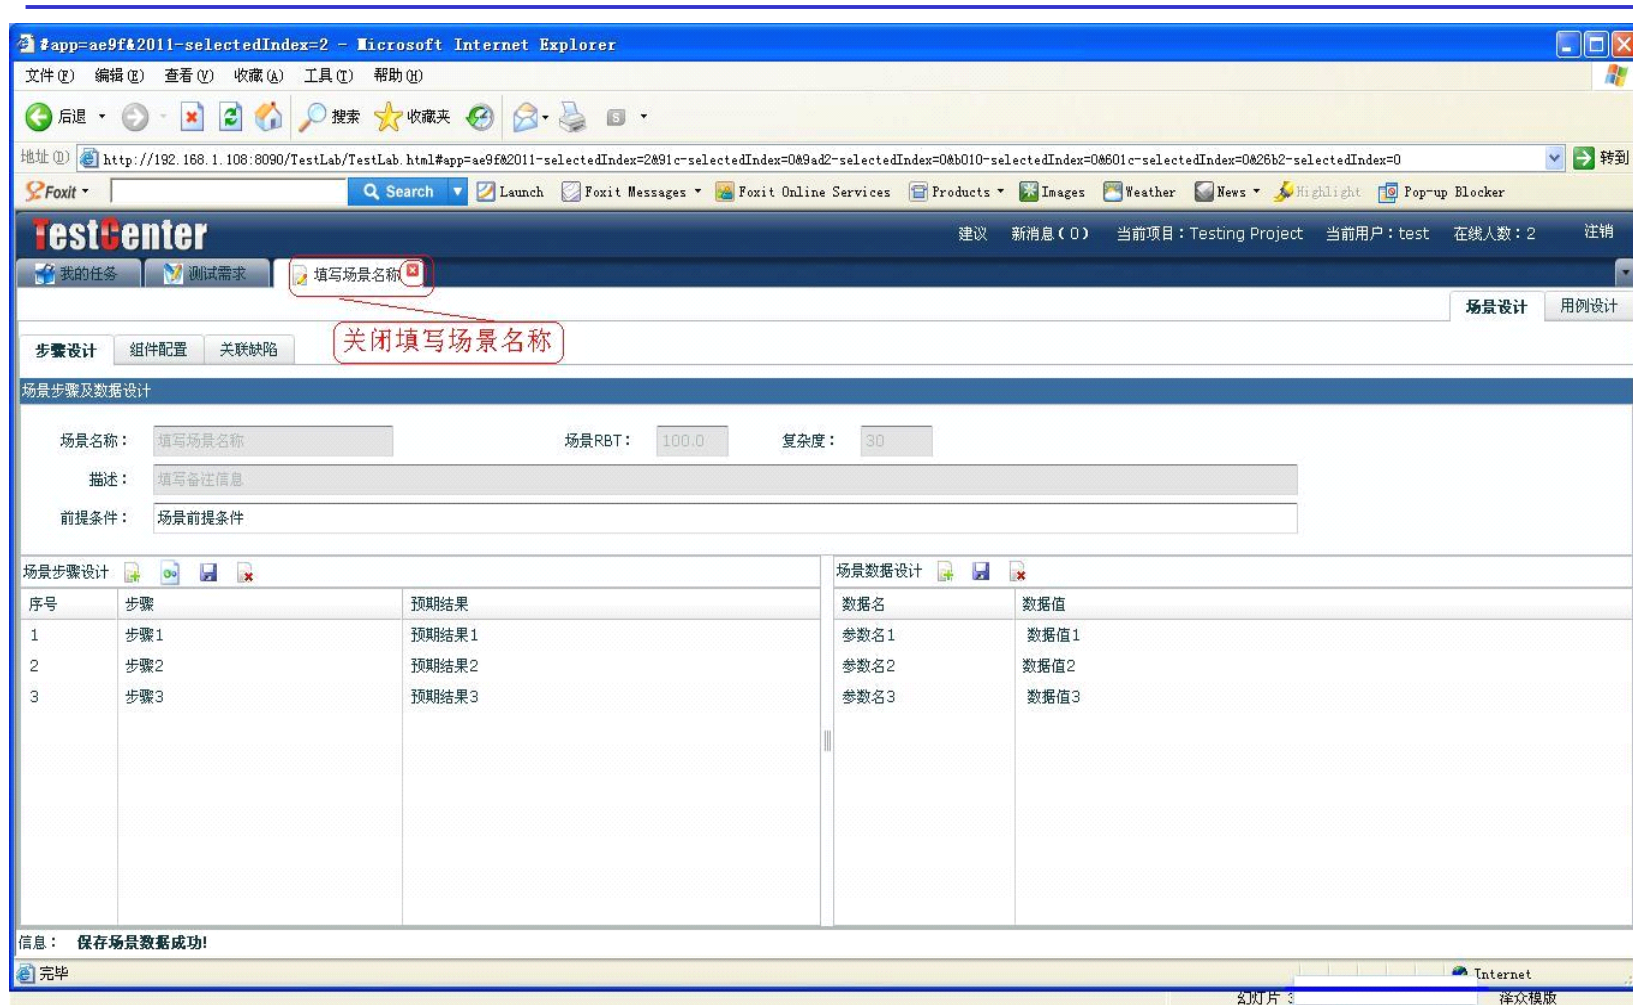 #app=ae9f&2011-selectedIndex=2 - Microsoft Internet Explorer
文件(F) 编辑(E) 查看(V) 收藏(A) 工具(T) 帮助(H)
后退 搜索 收藏夹
地址(D) http://192.168.1.108:8090/TestLab/TestLab.html#app=ae9f&2011-selectedIndex=2&91c-selectedIndex=0&9ad2-selectedIndex=0&b010-selectedIndex=0&601c-selectedIndex=0&26b2-selectedIndex=0 转到
Foxit Search Launch Foxit Messages Foxit Online Services Products Images Weather News Highlight Pop-up Blocker
TestCenter 建议 新消息(0) 当前项目:Testing Project 当前用户:test 在线人数:2 注销
我的任务 测试需求 填写场景名称
场景设计 用例设计
关闭填写场景名称
步骤设计 组件配置 关联缺陷
场景步骤及数据设计
场景名称: 填写场景名称 场景RBT: 100.0 复杂度: 30
描述: 填写备注信息
前提条件: 场景前提条件
场景步骤设计 场景数据设计
序号 步骤 预期结果 数据名 数据值
1 步骤1 预期结果1 参数名1 数据值1
2 步骤2 预期结果2 参数名2 数据值2
3 步骤3 预期结果3 参数名3 数据值3
信息: 保存场景数据成功!
完毕 Internet
幻灯片 泽众模版